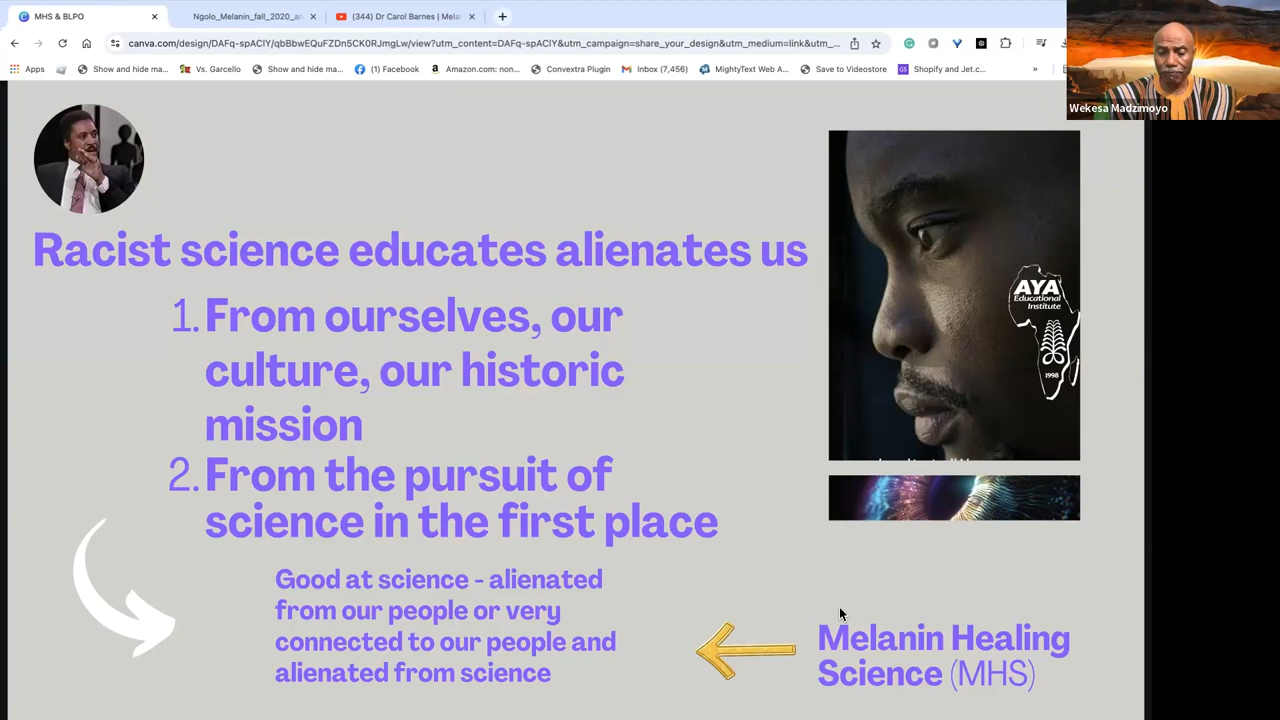 MHS & BLPO
Ngolo_Melanin_fall_2020_an
(344) Dr Carol Barnes | Mela
canva.com/design/DAFq-spAClY/qbBbwEQuFZDn5CK0RJmgLw/view?utm_content=DAFq-spAClY&utm_campaign=share_your_design&utm_medium=link&utm_...
Apps
Show and hide ma...
Vs. Garcello
Show and hide ma...
(1) Facebook
Amazon.com: non...
Convextra Plugin
Inbox (7,456)
MightyText Web A...
Save to Videostore
GS
Shopify and Jet.c...
»
Wekesa Madzimoyo
Racist science educates alienates us
1. From ourselves, our
culture, our historic
mission
2. From the pursuit of
science in the first place
Good at science - alienated
from our people or very
connected to our people and
alienated from science
AYA
Educational
Institute
1998
Melanin Healing
Science (MHS)